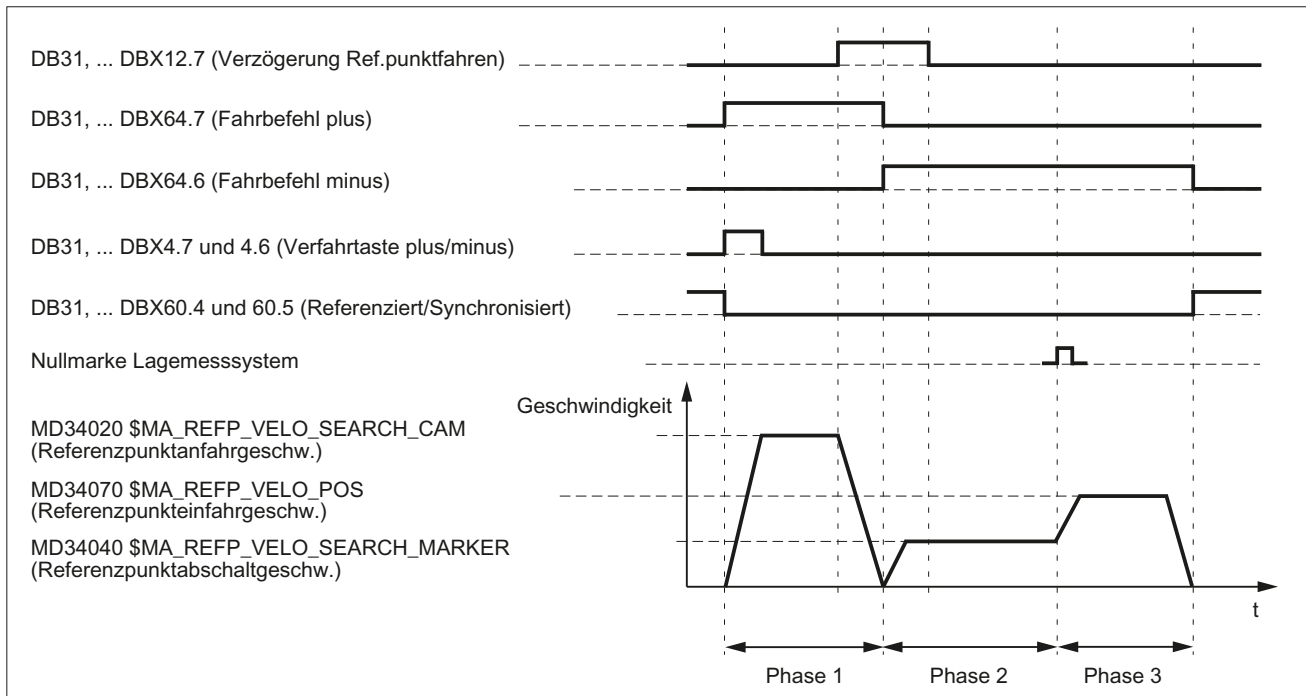 DB31, ... DBX12.7 (Verzögerung Ref.punktfahren)
DB31, ... DBX64.7 (Fahrbefehl plus)
DB31, ... DBX64.6 (Fahrbefehl minus)
DB31, ... DBX4.7 und 4.6 (Verfahrtaste plus/minus)
DB31, ... DBX60.4 und 60.5 (Referenziert/Synchronisiert)
Nullmarke Lagemesssystem
Geschwindigkeit
MD34020 $MA_REFP_VELO_SEARCH_CAM
(Referenzpunktanfahrgeschw.)
MD34070 $MA_REFP_VELO_POS
(Referenzpunkteinfahrgeschw.)
MD34040 $MA_REFP_VELO_SEARCH_MARKER
(Referenzpunktabschaltgeschw.)
t
Phase 1
Phase 2
Phase 3